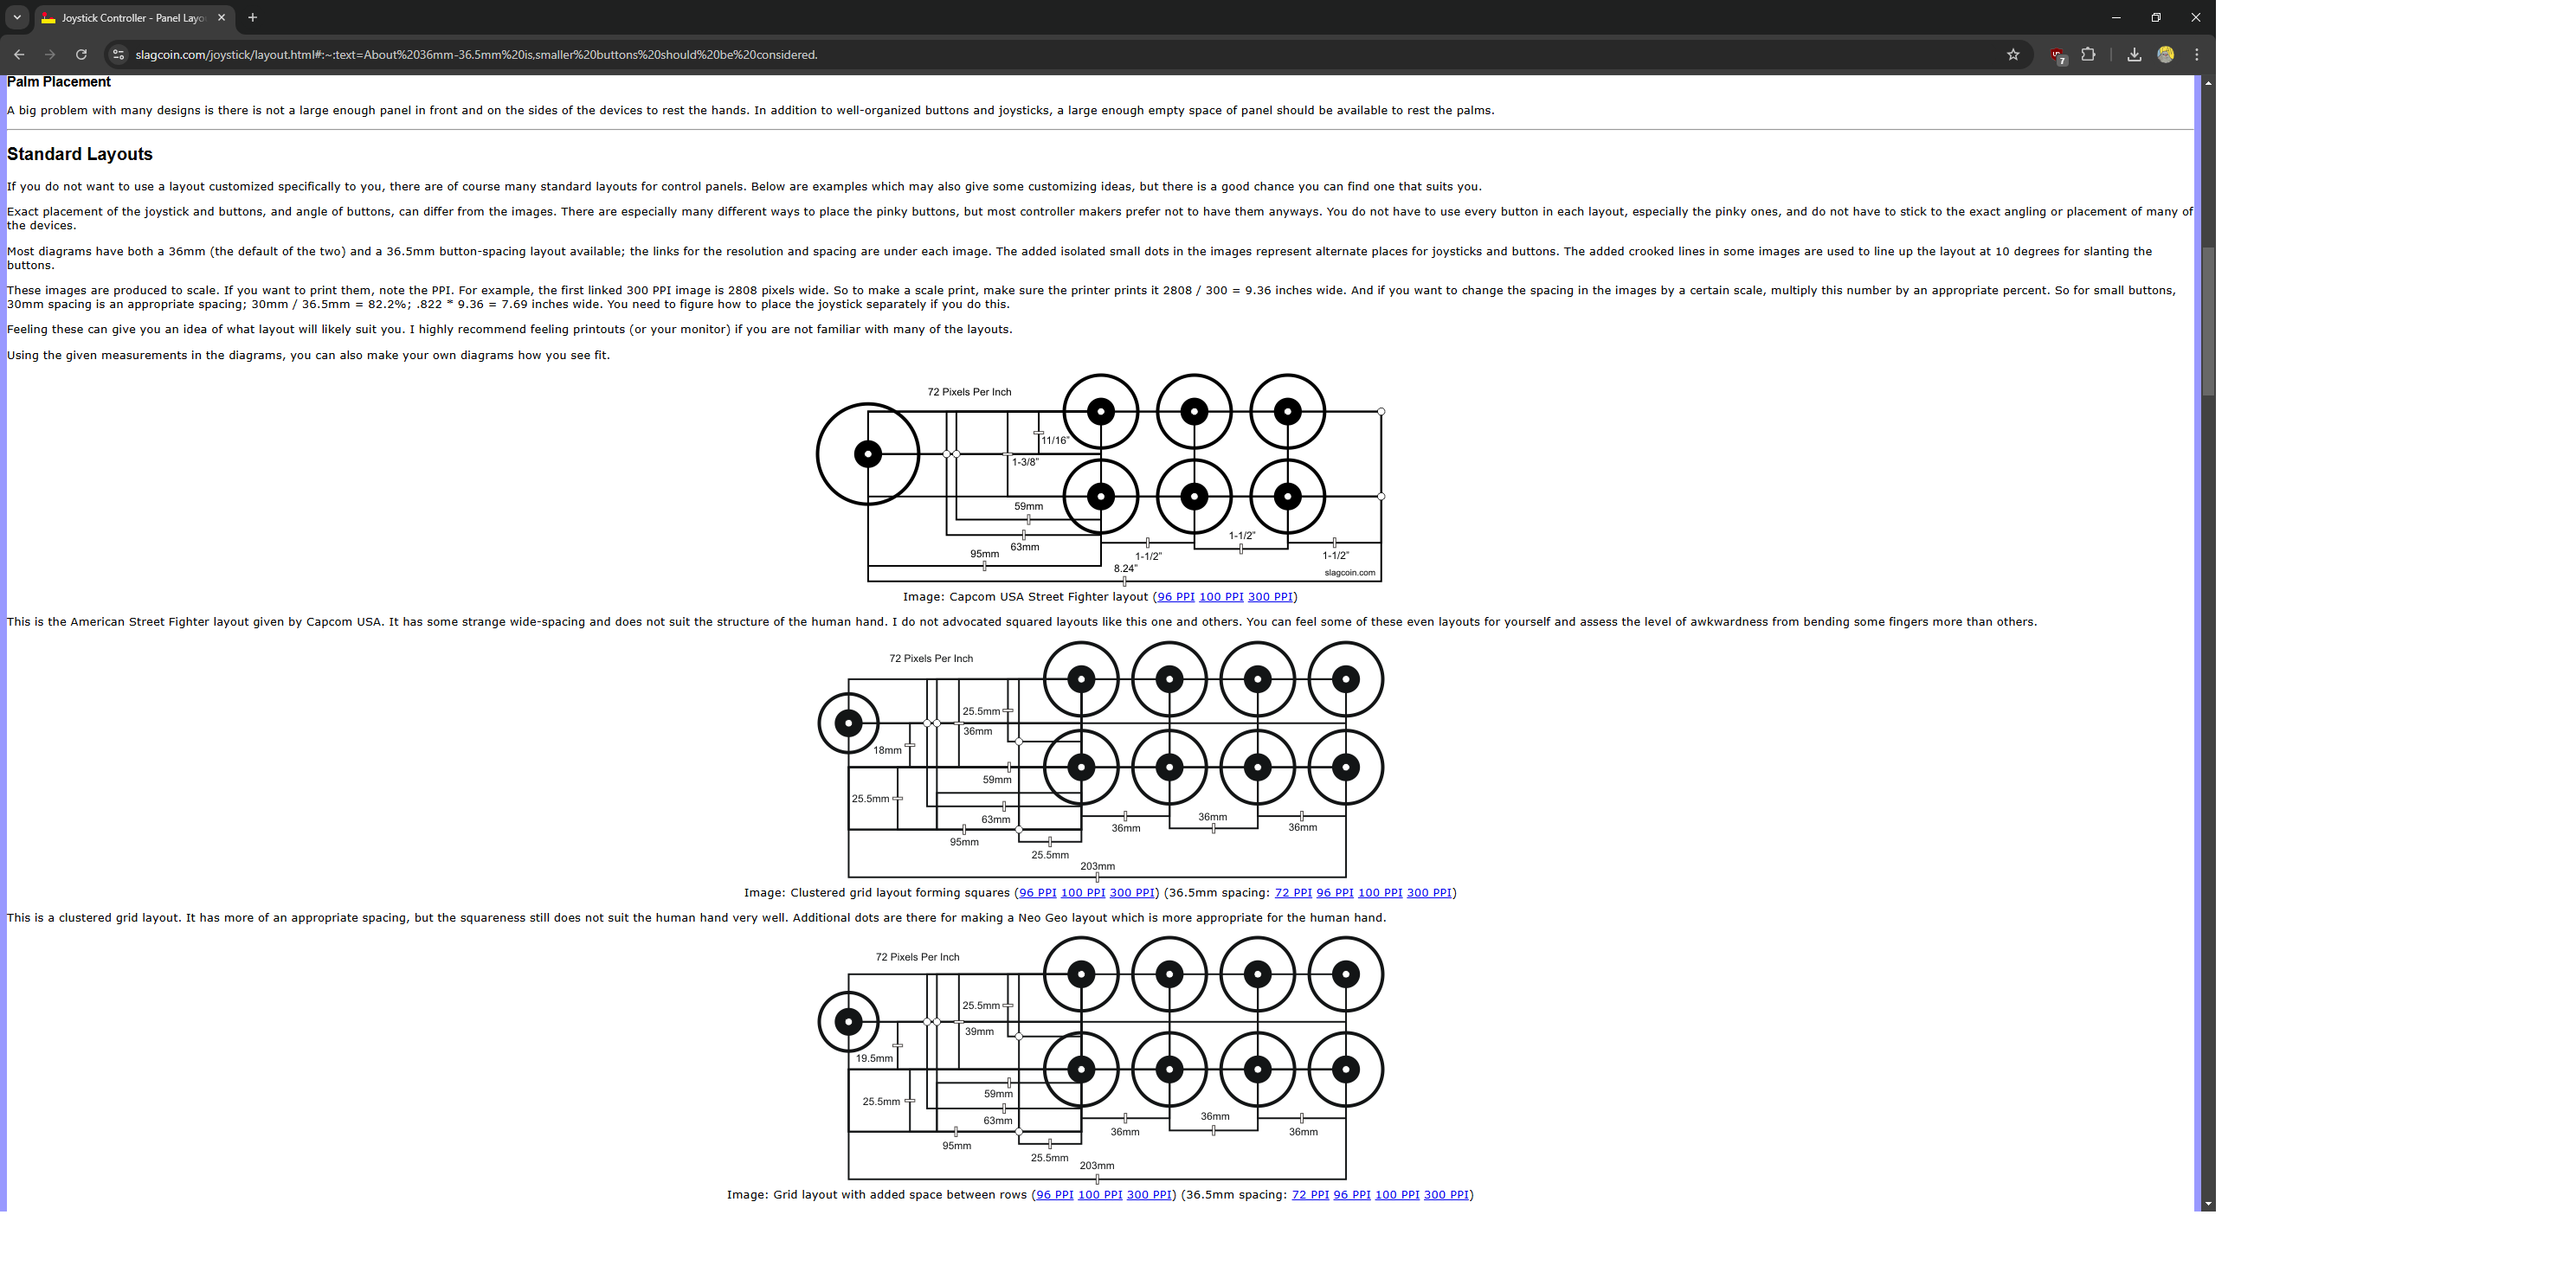 Joystick Controller - Panel Layo
slagcoin.com/joystick/layout.html#:~:text=About%2036mm-36.5mm%20is,smaller%20buttons%20should%20be%20considered.
7
Palm Placement
A big problem with many designs is there is not a large enough panel in front and on the sides of the devices to rest the hands. In addition to well-organized buttons and joysticks, a large enough empty space of panel should be available to rest the palms.
Standard Layouts
If you do not want to use a layout customized specifically to you, there are of course many standard layouts for control panels. Below are examples which may also give some customizing ideas, but there is a good chance you can find one that suits you.
Exact placement of the joystick and buttons, and angle of buttons, can differ from the images. There are especially many different ways to place the pinky buttons, but most controller makers prefer not to have them anyways. You do not have to use every button in each layout, especially the pinky ones, and do not have to stick to the exact angling or placement of many of
the devices.
Most diagrams have both a 36mm (the default of the two) and a 36.5mm button-spacing layout available; the links for the resolution and spacing are under each image. The added isolated small dots in the images represent alternate places for joysticks and buttons. The added crooked lines in some images are used to line up the layout at 10 degrees for slanting the
buttons.
These images are produced to scale. If you want to print them, note the PPI. For example, the first linked 300 PPI image is 2808 pixels wide. So to make a scale print, make sure the printer prints it 2808 / 300 = 9.36 inches wide. And if you want to change the spacing in the images by a certain scale, multiply this number by an appropriate percent. So for small buttons,
30mm spacing is an appropriate spacing; 30mm / 36.5mm = 82.2%; .822 * 9.36 = 7.69 inches wide. You need to figure how to place the joystick separately if you do this.
Feeling these can give you an idea of what layout will likely suit you. I highly recommend feeling printouts (or your monitor) if you are not familiar with many of the layouts.
Using the given measurements in the diagrams, you can also make your own diagrams how you see fit.
72 Pixels Per Inch
11/16"
1-3/8"
59mm
63mm
95mm
1-1/2"
1-1/2"
1-1/2"
8.24"
slagcoin.com
Image: Capcom USA Street Fighter layout (96 PPI 100 PPI 300 PPI)
This is the American Street Fighter layout given by Capcom USA. It has some strange wide-spacing and does not suit the structure of the human hand. I do not advocated squared layouts like this one and others. You can feel some of these even layouts for yourself and assess the level of awkwardness from bending some fingers more than others.
72 Pixels Per Inch
25.5mm
36mm
18mm
59mm
25.5mm
63mm
95mm
25.5mm
36mm
36mm
36mm
203mm
Image: Clustered grid layout forming squares (96 PPI 100 PPI 300 PPI) (36.5mm spacing: 72 PPI 96 PPI 100 PPI 300 PPI)
This is a clustered grid layout. It has more of an appropriate spacing, but the squareness still does not suit the human hand very well. Additional dots are there for making a Neo Geo layout which is more appropriate for the human hand.
72 Pixels Per Inch
25.5mm
39mm
19.5mm
59mm
25.5mm
63mm
95mm
25.5mm
36mm
36mm
36mm
203mm
Image: Grid layout with added space between rows (96 PPI 100 PPI 300 PPI) (36.5mm spacing: 72 PPI 96 PPI 100 PPI 300 PPI)